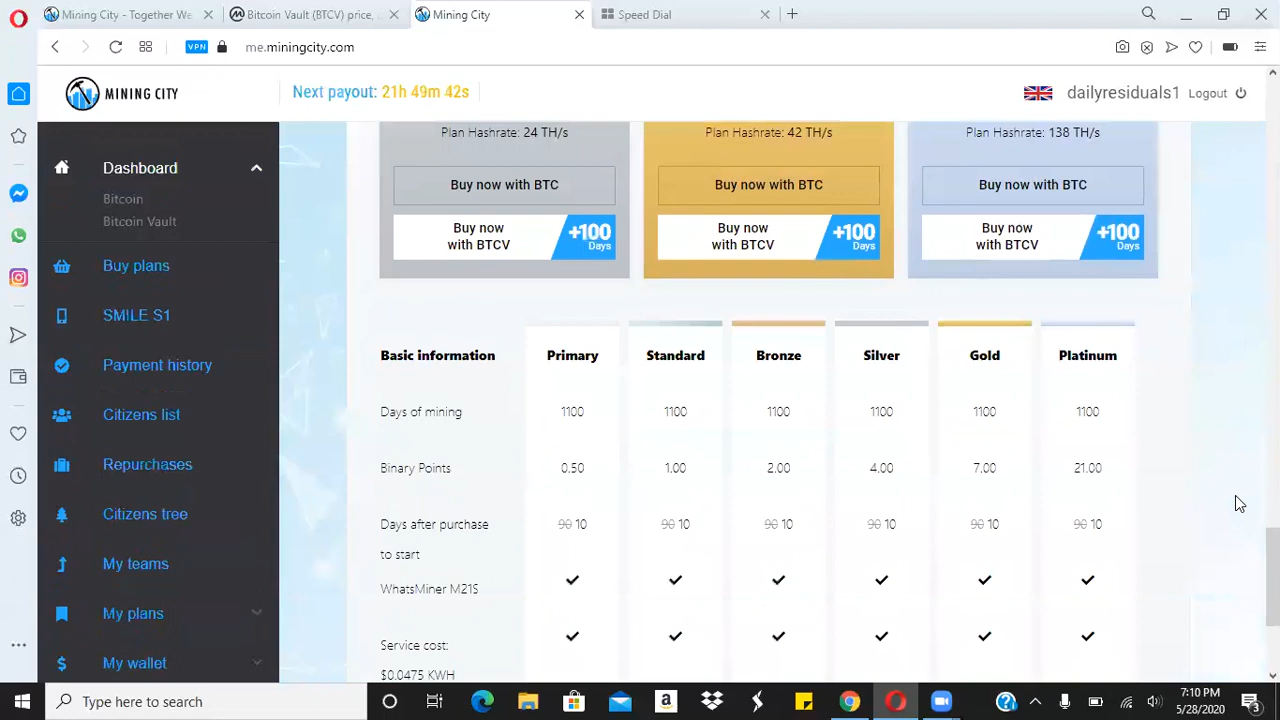 Mining City - Together We
Bitcoin Vault (BTCV) price,
Mining City
Speed Dial
VPN
me.miningcity.com
MINING CITY
Next payout: 21h 49m 42s
dailyresiduals1 Logout
Dashboard
Bitcoin
Bitcoin Vault
Buy plans
SMILE S1
Payment history
Citizens list
Repurchases
Citizens tree
My teams
My plans
My wallet
Plan Hashrate: 24 TH/s
Buy now with BTC
Buy now
with BTCV
+100
Days
Plan Hashrate: 42 TH/s
Buy now with BTC
Buy now
with BTCV
+100
Days
Plan Hashrate: 138 TH/s
Buy now with BTC
Buy now
with BTCV
+100
Days
Basic information Primary Standard Bronze Silver Gold Platinum
Days of mining 1100 1100 1100 1100 1100 1100
Binary Points 0.50 1.00 2.00 4.00 7.00 21.00
Days after purchase 90 10 90 10 90 10 90 10 90 10 90 10
to start
WhatsMiner M21S
Service cost:
$0.0475 KWH
Type here to search
7:10 PM
5/28/2020
3